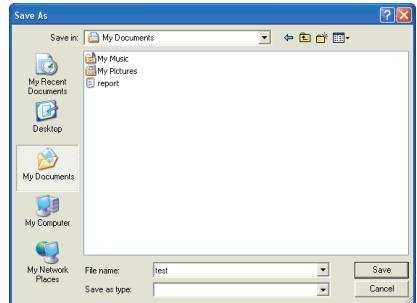 Save As
Save in:
My Documents
My Recent
Documents
Desktop
My Documents
My Computer
My Network
Places
My Music
My Pictures
report
File name:
test
Save
Save as type:
Cancel